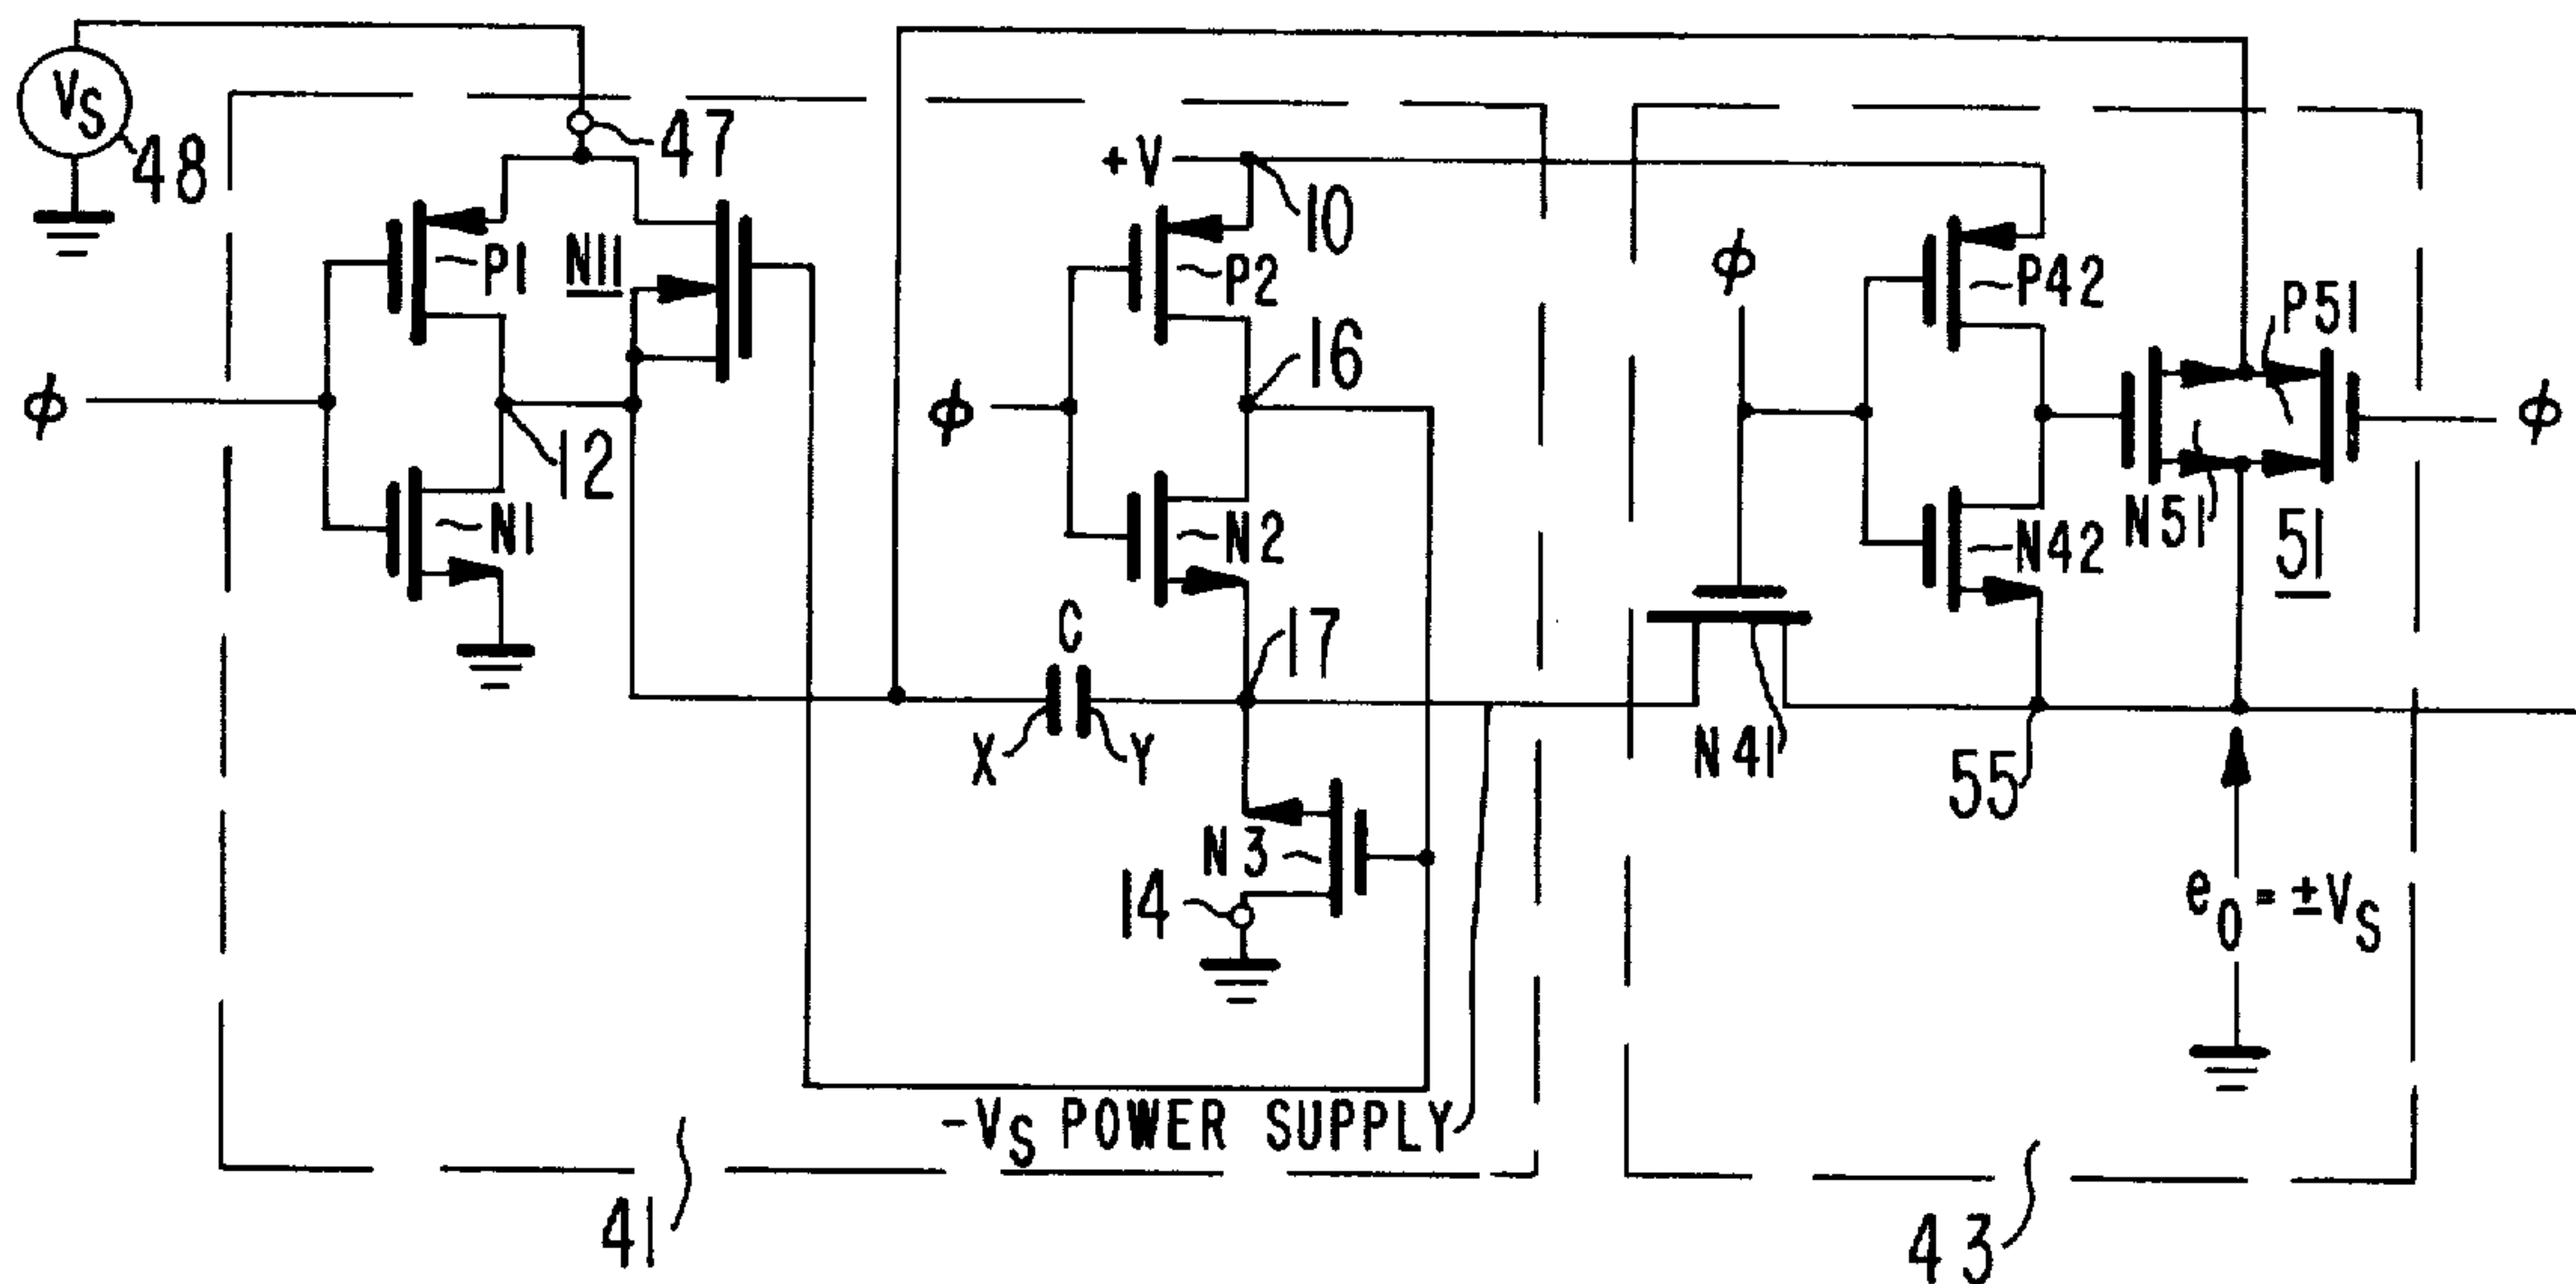 VS
48
47
+V
10
P1
N11
P2
ϕ
P42
P51
16
ϕ
ϕ
ϕ
12
N1
N2
N51
N42
51
C
17
X
Y
N41
55
N3
14
e0 = ±VS
-VS POWER SUPPLY
41
43